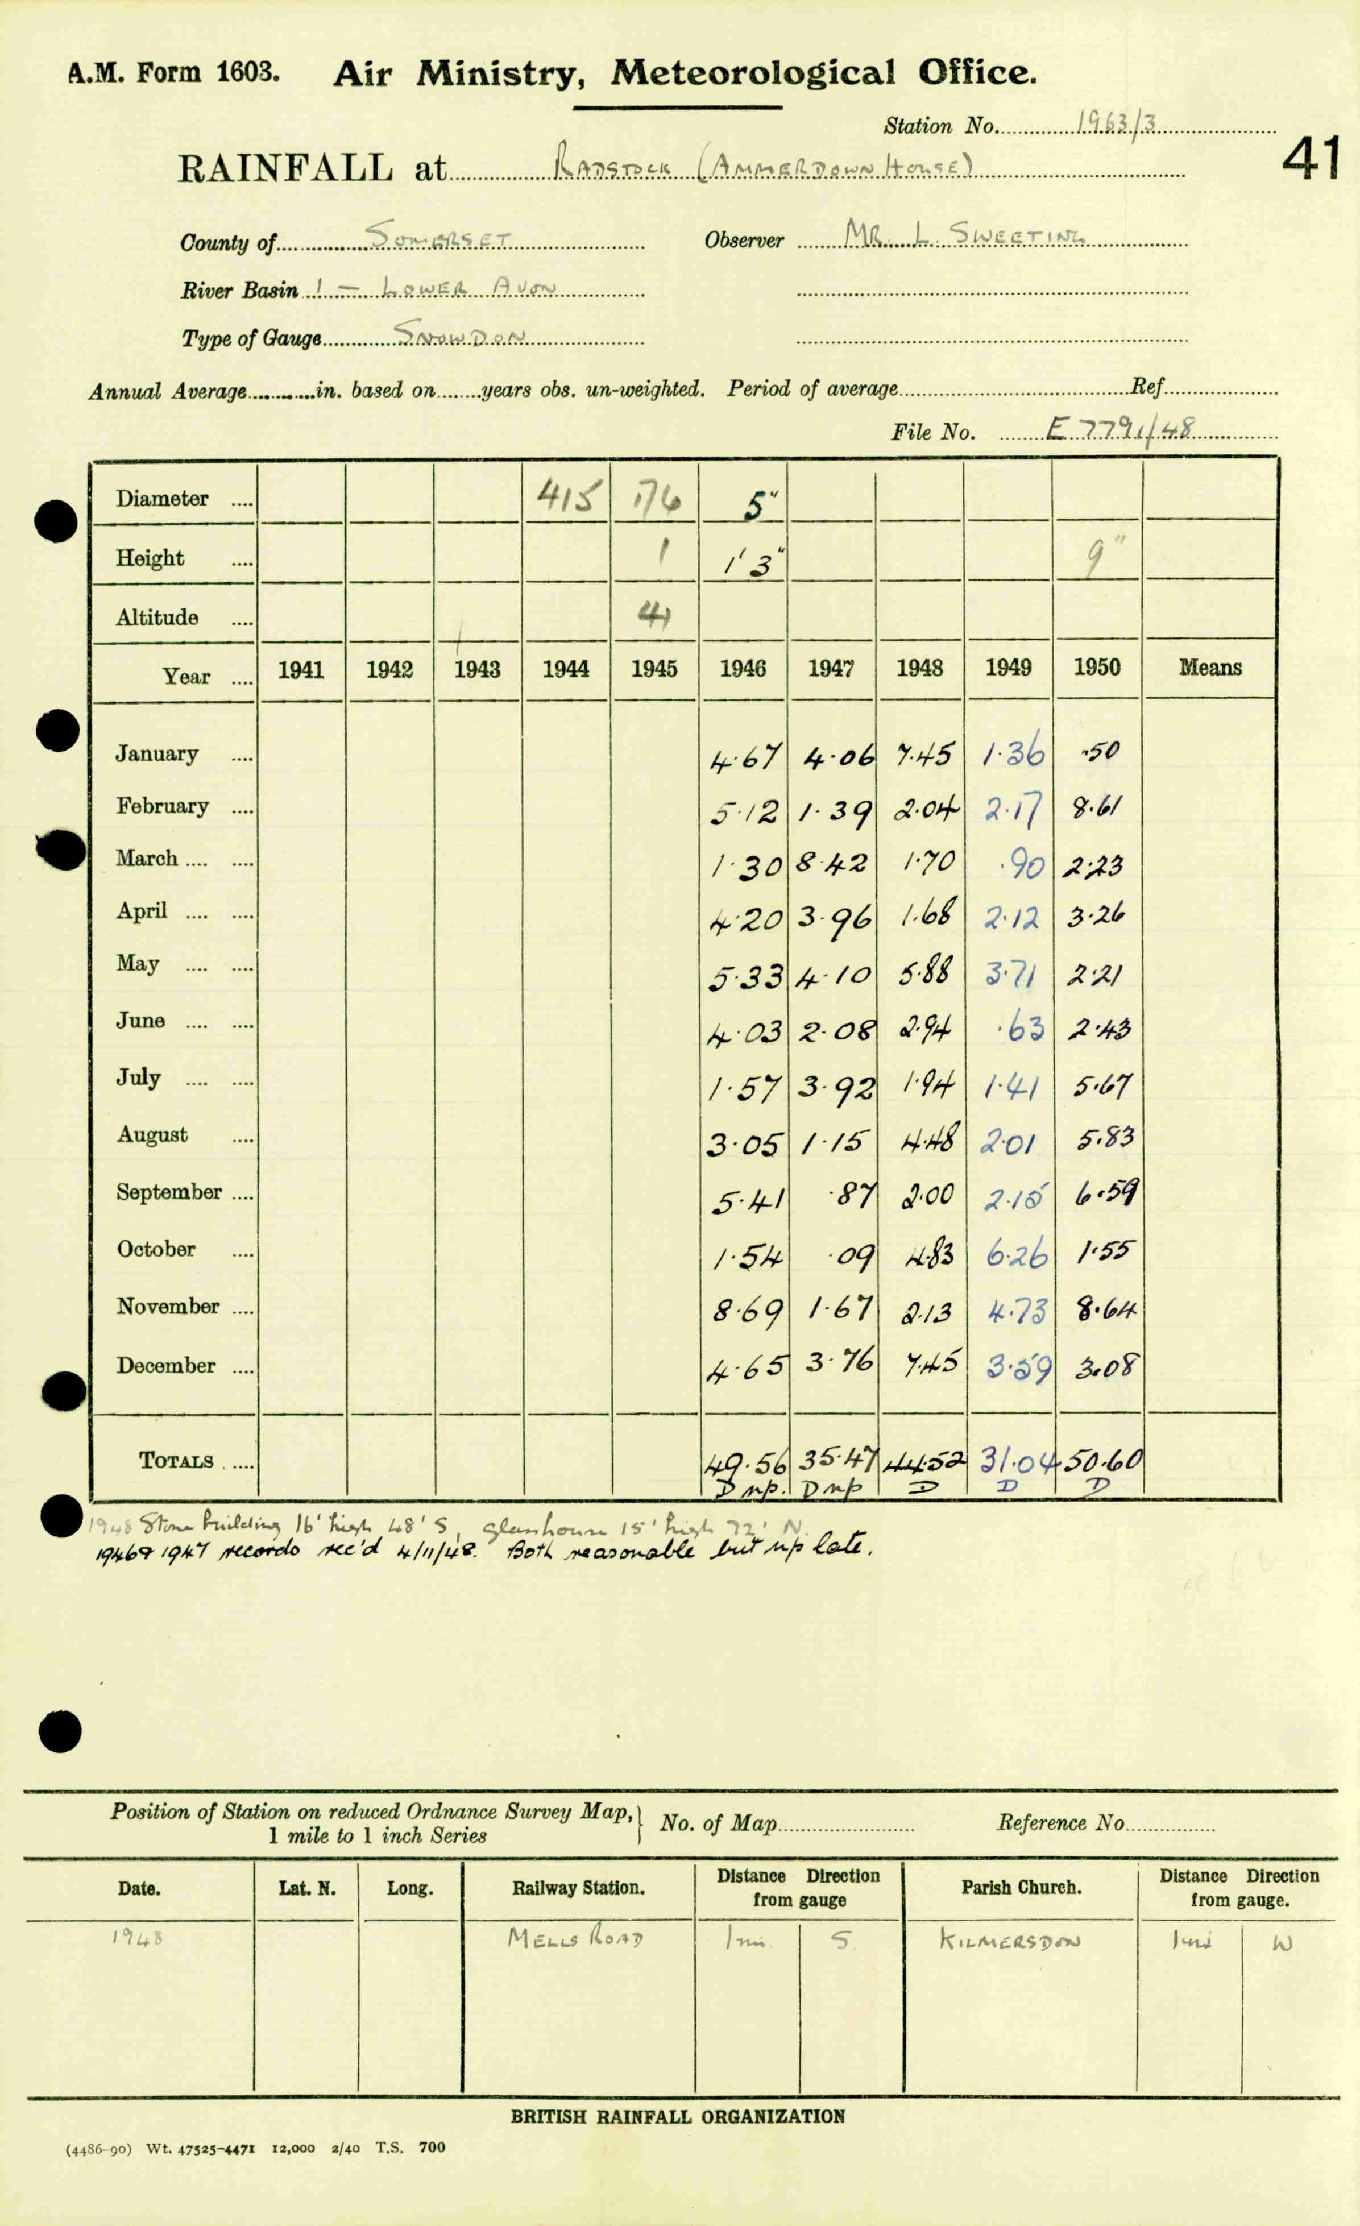 A.M. Form 1603. Air Ministry, Meteorological Office.
Station No. 1963/3
41
RAINFALL at RADSTOCK (AMMERDOWN HOUSE)
County of SOMERSET Observer MR. L SWEETING
River Basin 1 — LOWER AVON
Type of Gauge SNOWDON
Annual Average in. based on years obs. un-weighted. Period of average Ref.
File No. E 7791/48
Diameter .... 415 176 5"
Height .... 1 1' 3" 9"
Altitude .... 41
Year .... 1941 1942 1943 1944 1945 1946 1947 1948 1949 1950 Means
January .... 4.67 4.06 7.45 1.36 .50
February .... 5.12 1.39 2.04 2.17 8.61
March .... .... 1.30 8.42 1.70 .90 2.23
April .... .... 4.20 3.96 1.68 2.12 3.26
May .... .... 5.33 4.10 5.88 3.71 2.21
June .... .... 4.03 2.08 2.94 .63 2.43
July .... .... 1.57 3.92 1.94 1.41 5.67
August .... 3.05 1.15 4.48 2.01 5.83
September .... 5.41 .87 2.00 2.15 6.59
October .... 1.54 .09 4.83 6.26 1.55
November .... 8.69 1.67 2.13 4.73 8.64
December .... 4.65 3.76 7.45 3.59 3.08
TOTALS .... 49.56 35.47 44.52 31.04 50.60
D np. D np D D D
1948 Stone building 16' high 48' S, glasshouse 15' high 72' N.
1946 & 1947 records rec'd 4/11/48. Both reasonable but np late.
Position of Station on reduced Ordnance Survey Map, } No. of Map Reference No.
1 mile to 1 inch Series
Date. Lat. N. Long. Railway Station. Distance Direction from gauge Parish Church. Distance Direction from gauge.
1948 MELLS ROAD 1 mi. S KILMERSDON 1 mi W
BRITISH RAINFALL ORGANIZATION
(4486-90) Wt. 47525-4471 12,000 2/40 T.S. 700